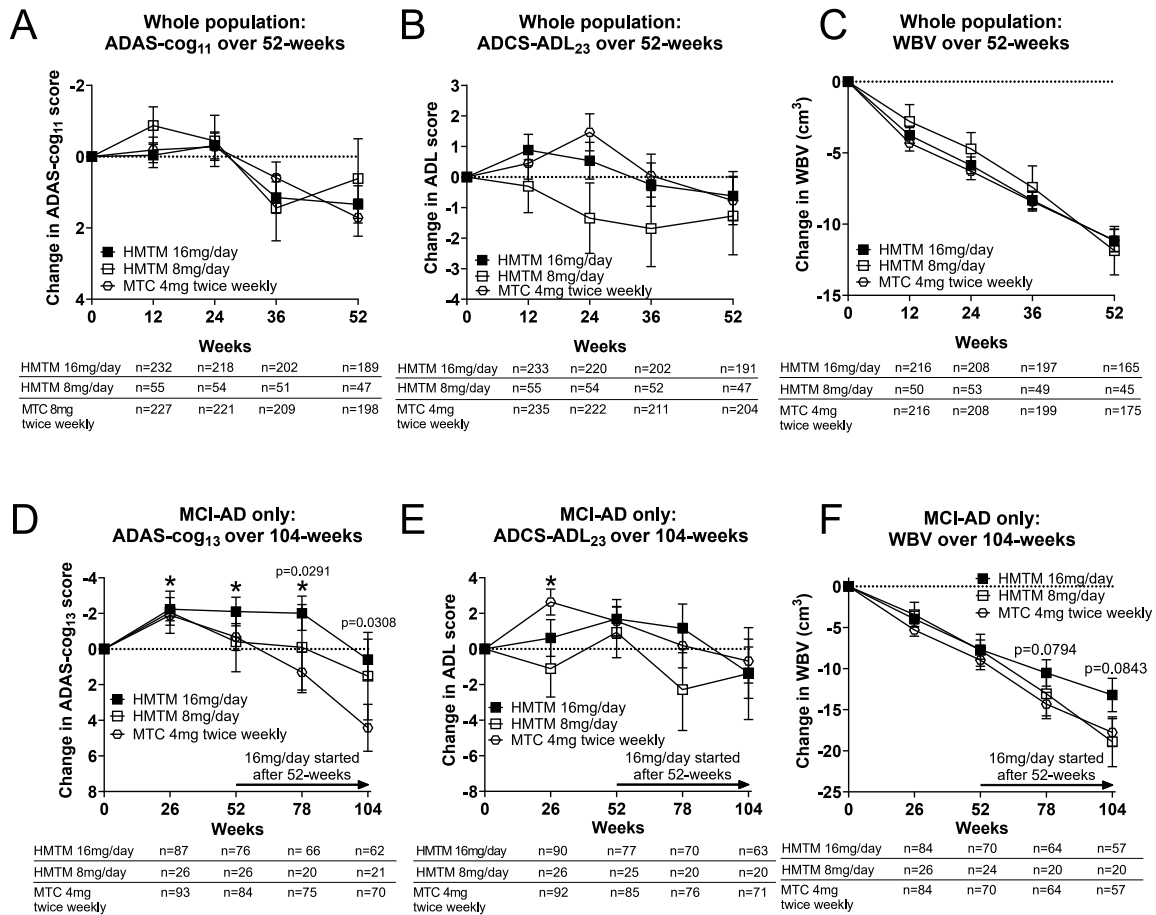 A
Whole population:
ADAS-cog11 over 52-weeks
Change in ADAS-cog11 score
-2
0
2
4
HMTM 16mg/day
HMTM 8mg/day
MTC 4mg twice weekly
0 12 24 36 52
Weeks
HMTM 16mg/day n=232 n=218 n=202 n=189
HMTM 8mg/day n=55 n=54 n=51 n=47
MTC 8mg n=227 n=221 n=209 n=198
twice weekly
B
Whole population:
ADCS-ADL23 over 52-weeks
Change in ADL score
3
2
1
0
-1
-2
-3
-4
HMTM 16mg/day
HMTM 8mg/day
MTC 4mg twice weekly
0 12 24 36 52
Weeks
HMTM 16mg/day n=233 n=220 n=202 n=191
HMTM 8mg/day n=55 n=54 n=52 n=47
MTC 4mg n=235 n=222 n=211 n=204
twice weekly
C
Whole population:
WBV over 52-weeks
Change in WBV (cm3)
0
-5
-10
-15
HMTM 16mg/day
HMTM 8mg/day
MTC 4mg twice weekly
0 12 24 36 52
Weeks
HMTM 16mg/day n=216 n=208 n=197 n=165
HMTM 8mg/day n=50 n=53 n=49 n=45
MTC 4mg n=216 n=208 n=199 n=175
twice weekly
D
MCI-AD only:
ADAS-cog13 over 104-weeks
Change in ADAS-cog13 score
-4
-2
0
2
4
6
8
* * *
p=0.0291
p=0.0308
HMTM 16mg/day
HMTM 8mg/day
MTC 4mg twice weekly
16mg/day started
after 52-weeks
0 26 52 78 104
Weeks
HMTM 16mg/day n=87 n=76 n= 66 n=62
HMTM 8mg/day n=26 n=26 n=20 n=21
MTC 4mg n=93 n=84 n=75 n=70
twice weekly
E
MCI-AD only:
ADCS-ADL23 over 104-weeks
Change in ADL score
4
2
0
-2
-4
-6
-8
*
HMTM 16mg/day
HMTM 8mg/day
MTC 4mg twice weekly
16mg/day started
after 52-weeks
0 26 52 78 104
Weeks
HMTM 16mg/day n=90 n=77 n=70 n=63
HMTM 8mg/day n=26 n=25 n=20 n=20
MTC 4mg n=92 n=85 n=76 n=71
twice weekly
F
MCI-AD only:
WBV over 104-weeks
Change in WBV (cm3)
0
-5
-10
-15
-20
-25
HMTM 16mg/day
HMTM 8mg/day
MTC 4mg twice weekly
p=0.0794
p=0.0843
16mg/day started
after 52-weeks
0 26 52 78 104
Weeks
HMTM 16mg/day n=84 n=70 n=64 n=57
HMTM 8mg/day n=26 n=24 n=20 n=20
MTC 4mg n=84 n=70 n=64 n=57
twice weekly